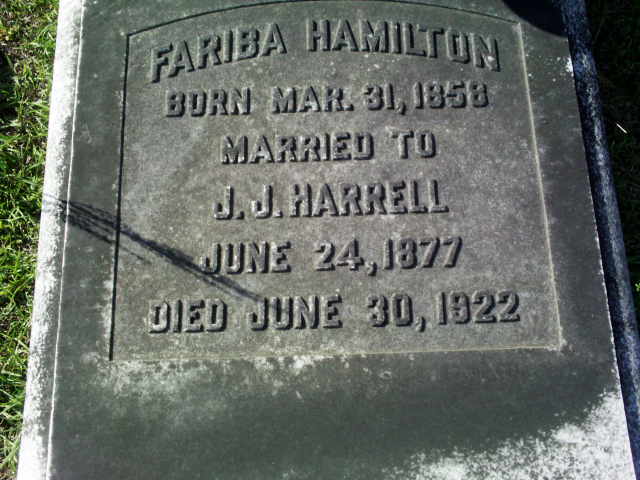 FARIBA HAMILTON
BORN MAR. 31, 1858
MARRIED TO
J. J. HARRELL
JUNE 24, 1877
DIED JUNE 30, 1922